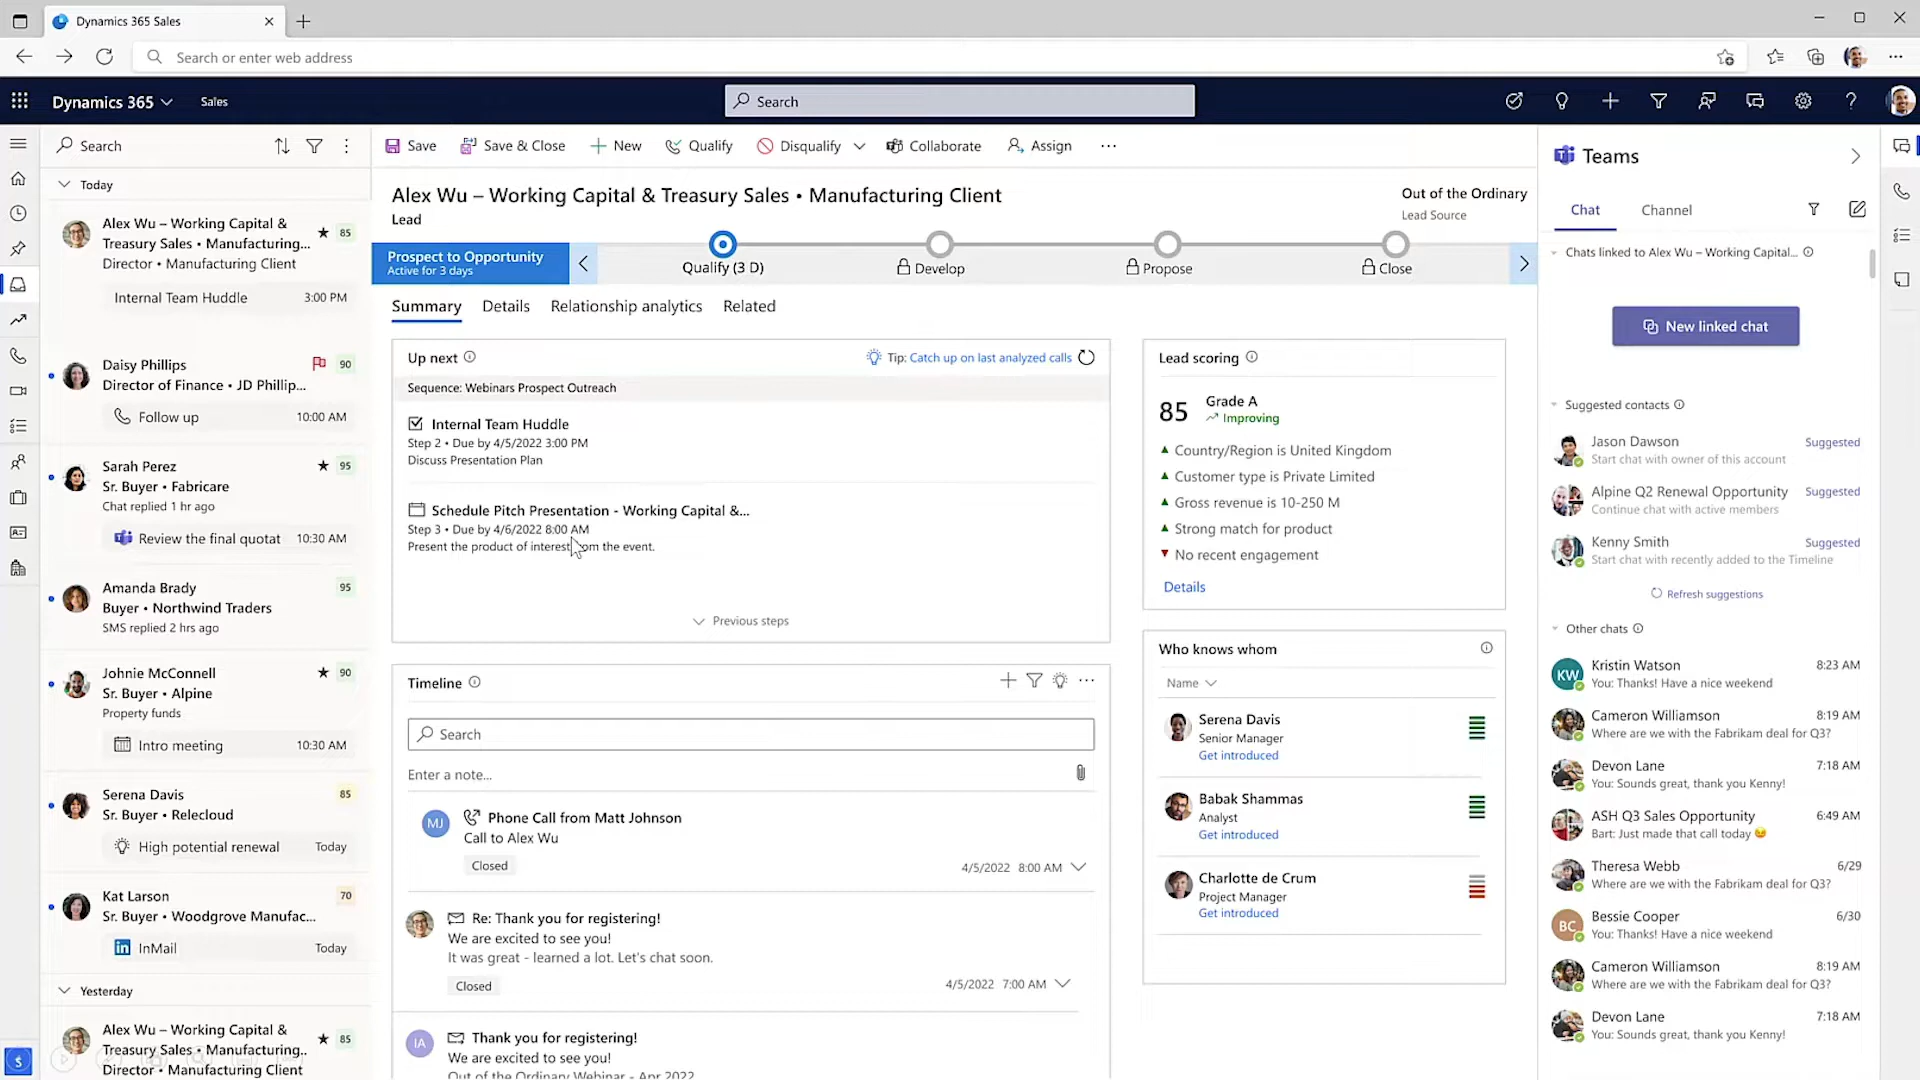 Dynamics 365 Sales
Search or enter web address
Dynamics 365
Sales
Search
Search
Today
Alex Wu – Working Capital &
Treasury Sales • Manufacturing...
85
Director • Manufacturing Client
Internal Team Huddle 3:00 PM
Daisy Phillips
90
Director of Finance • JD Phillip...
Follow up 10:00 AM
Sarah Perez
95
Sr. Buyer • Fabricare
Chat replied 1 hr ago
Review the final quotat 10:30 AM
Amanda Brady
95
Buyer • Northwind Traders
SMS replied 2 hrs ago
Johnie McConnell
90
Sr. Buyer • Alpine
Property funds
Intro meeting 10:30 AM
Serena Davis
85
Sr. Buyer • Relecloud
High potential renewal Today
Kat Larson
70
Sr. Buyer • Woodgrove Manufac...
InMail Today
Yesterday
Alex Wu – Working Capital &
Treasury Sales • Manufacturing..
85
Director • Manufacturing Client
Save
Save & Close
New
Qualify
Disqualify
Collaborate
Assign
Alex Wu – Working Capital & Treasury Sales • Manufacturing Client
Lead
Out of the Ordinary
Lead Source
Prospect to Opportunity
Active for 3 days
Qualify (3 D)
Develop
Propose
Close
Summary
Details
Relationship analytics
Related
Up next
Tip: Catch up on last analyzed calls
Sequence: Webinars Prospect Outreach
Internal Team Huddle
Step 2 • Due by 4/5/2022 3:00 PM
Discuss Presentation Plan
Schedule Pitch Presentation - Working Capital &...
Step 3 • Due by 4/6/2022 8:00 AM
Present the product of interest from the event.
Previous steps
Timeline
Search
Enter a note...
MJ
Phone Call from Matt Johnson
Call to Alex Wu
Closed
4/5/2022 8:00 AM
Re: Thank you for registering!
We are excited to see you!
It was great - learned a lot. Let's chat soon.
Closed
4/5/2022 7:00 AM
IA
Thank you for registering!
We are excited to see you!
Out of the Ordinary Webinar - Apr 2022
Lead scoring
85
Grade A
Improving
Country/Region is United Kingdom
Customer type is Private Limited
Gross revenue is 10-250 M
Strong match for product
No recent engagement
Details
Who knows whom
Name
Serena Davis
Senior Manager
Get introduced
Babak Shammas
Analyst
Get introduced
Charlotte de Crum
Project Manager
Get introduced
Teams
Chat
Channel
Chats linked to Alex Wu – Working Capital...
New linked chat
Suggested contacts
Jason Dawson Suggested
Start chat with owner of this account
Alpine Q2 Renewal Opportunity Suggested
Continue chat with active members
Kenny Smith Suggested
Start chat with recently added to the Timeline
Refresh suggestions
Other chats
KW
Kristin Watson 8:23 AM
You: Thanks! Have a nice weekend
Cameron Williamson 8:19 AM
Where are we with the Fabrikam deal for Q3?
Devon Lane 7:18 AM
You: Sounds great, thank you Kenny!
ASH Q3 Sales Opportunity 6:49 AM
Bart: Just made that call today 😉
Theresa Webb 6/29
Where are we with the Fabrikam deal for Q3?
BC
Bessie Cooper 6/30
You: Thanks! Have a nice weekend
Cameron Williamson 8:19 AM
Where are we with the Fabrikam deal for Q3?
Devon Lane 7:18 AM
You: Sounds great, thank you Kenny!